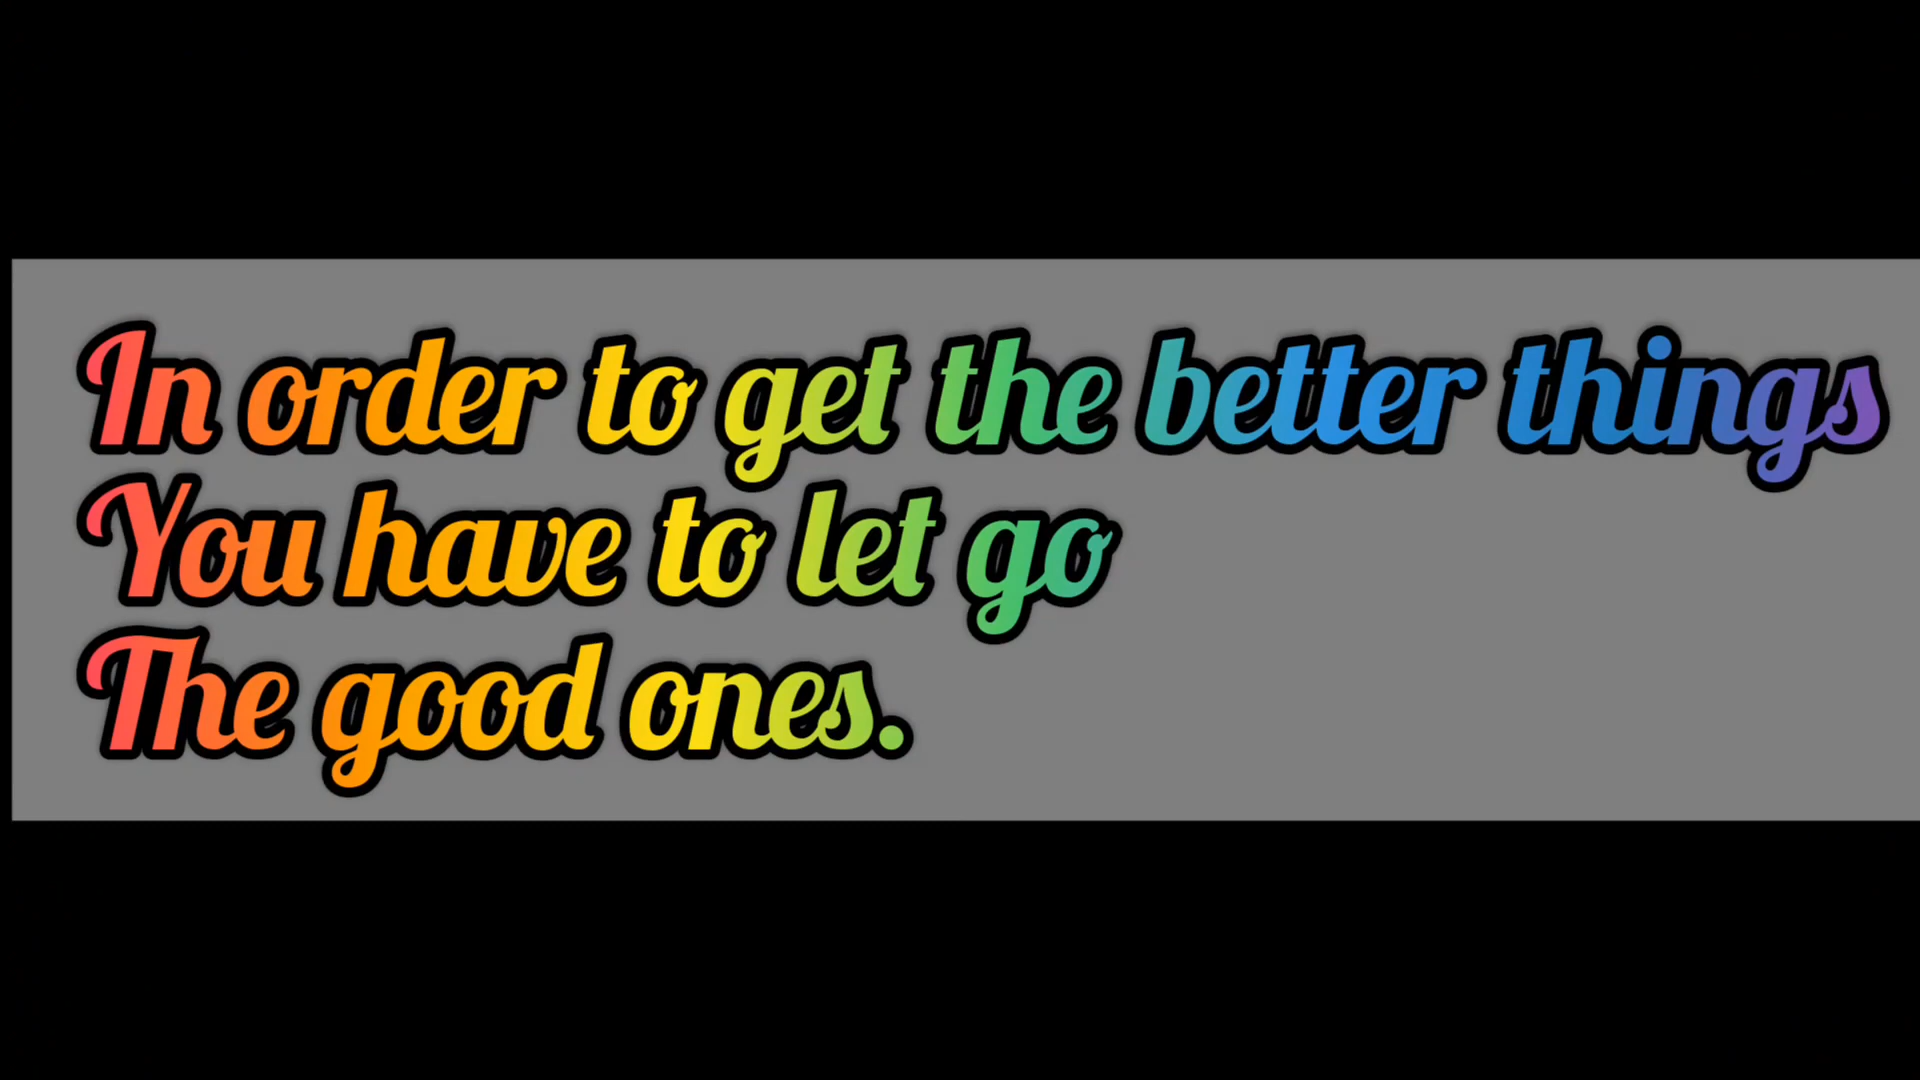 In order to get the better things
You have to let go
The good ones.